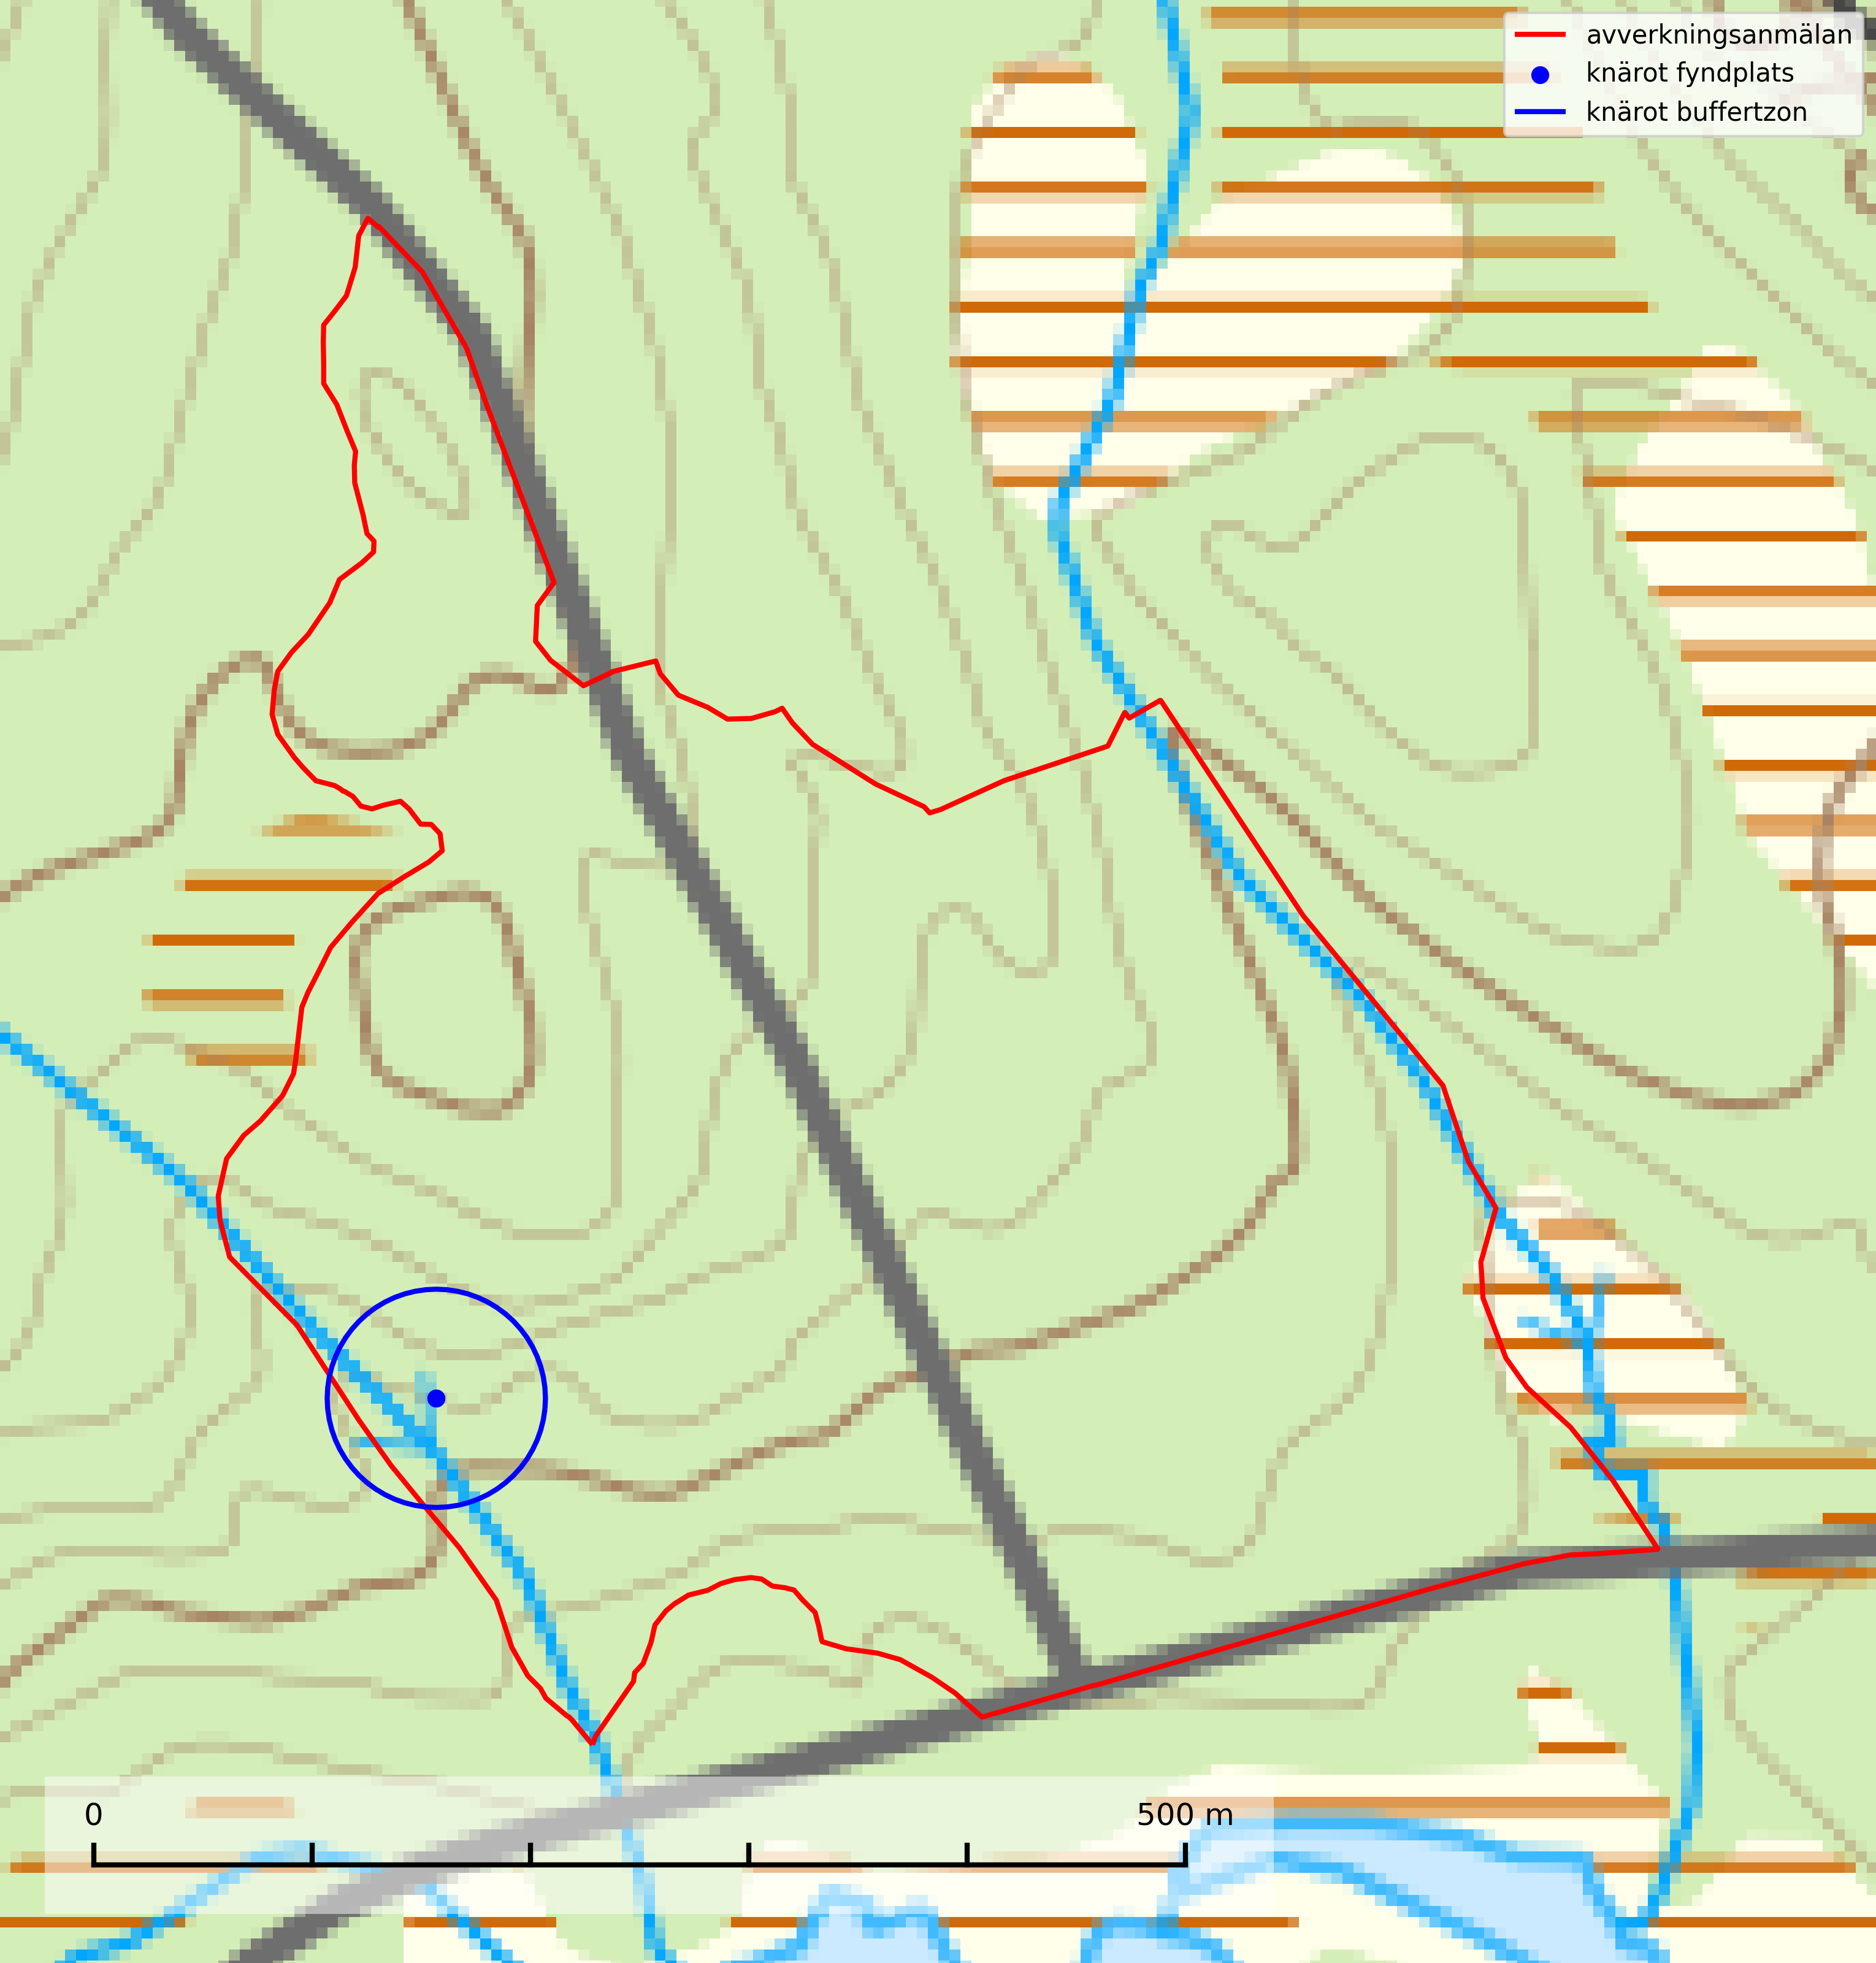 avverkningsanmälan
knärot fyndplats
knärot buffertzon
0
500 m